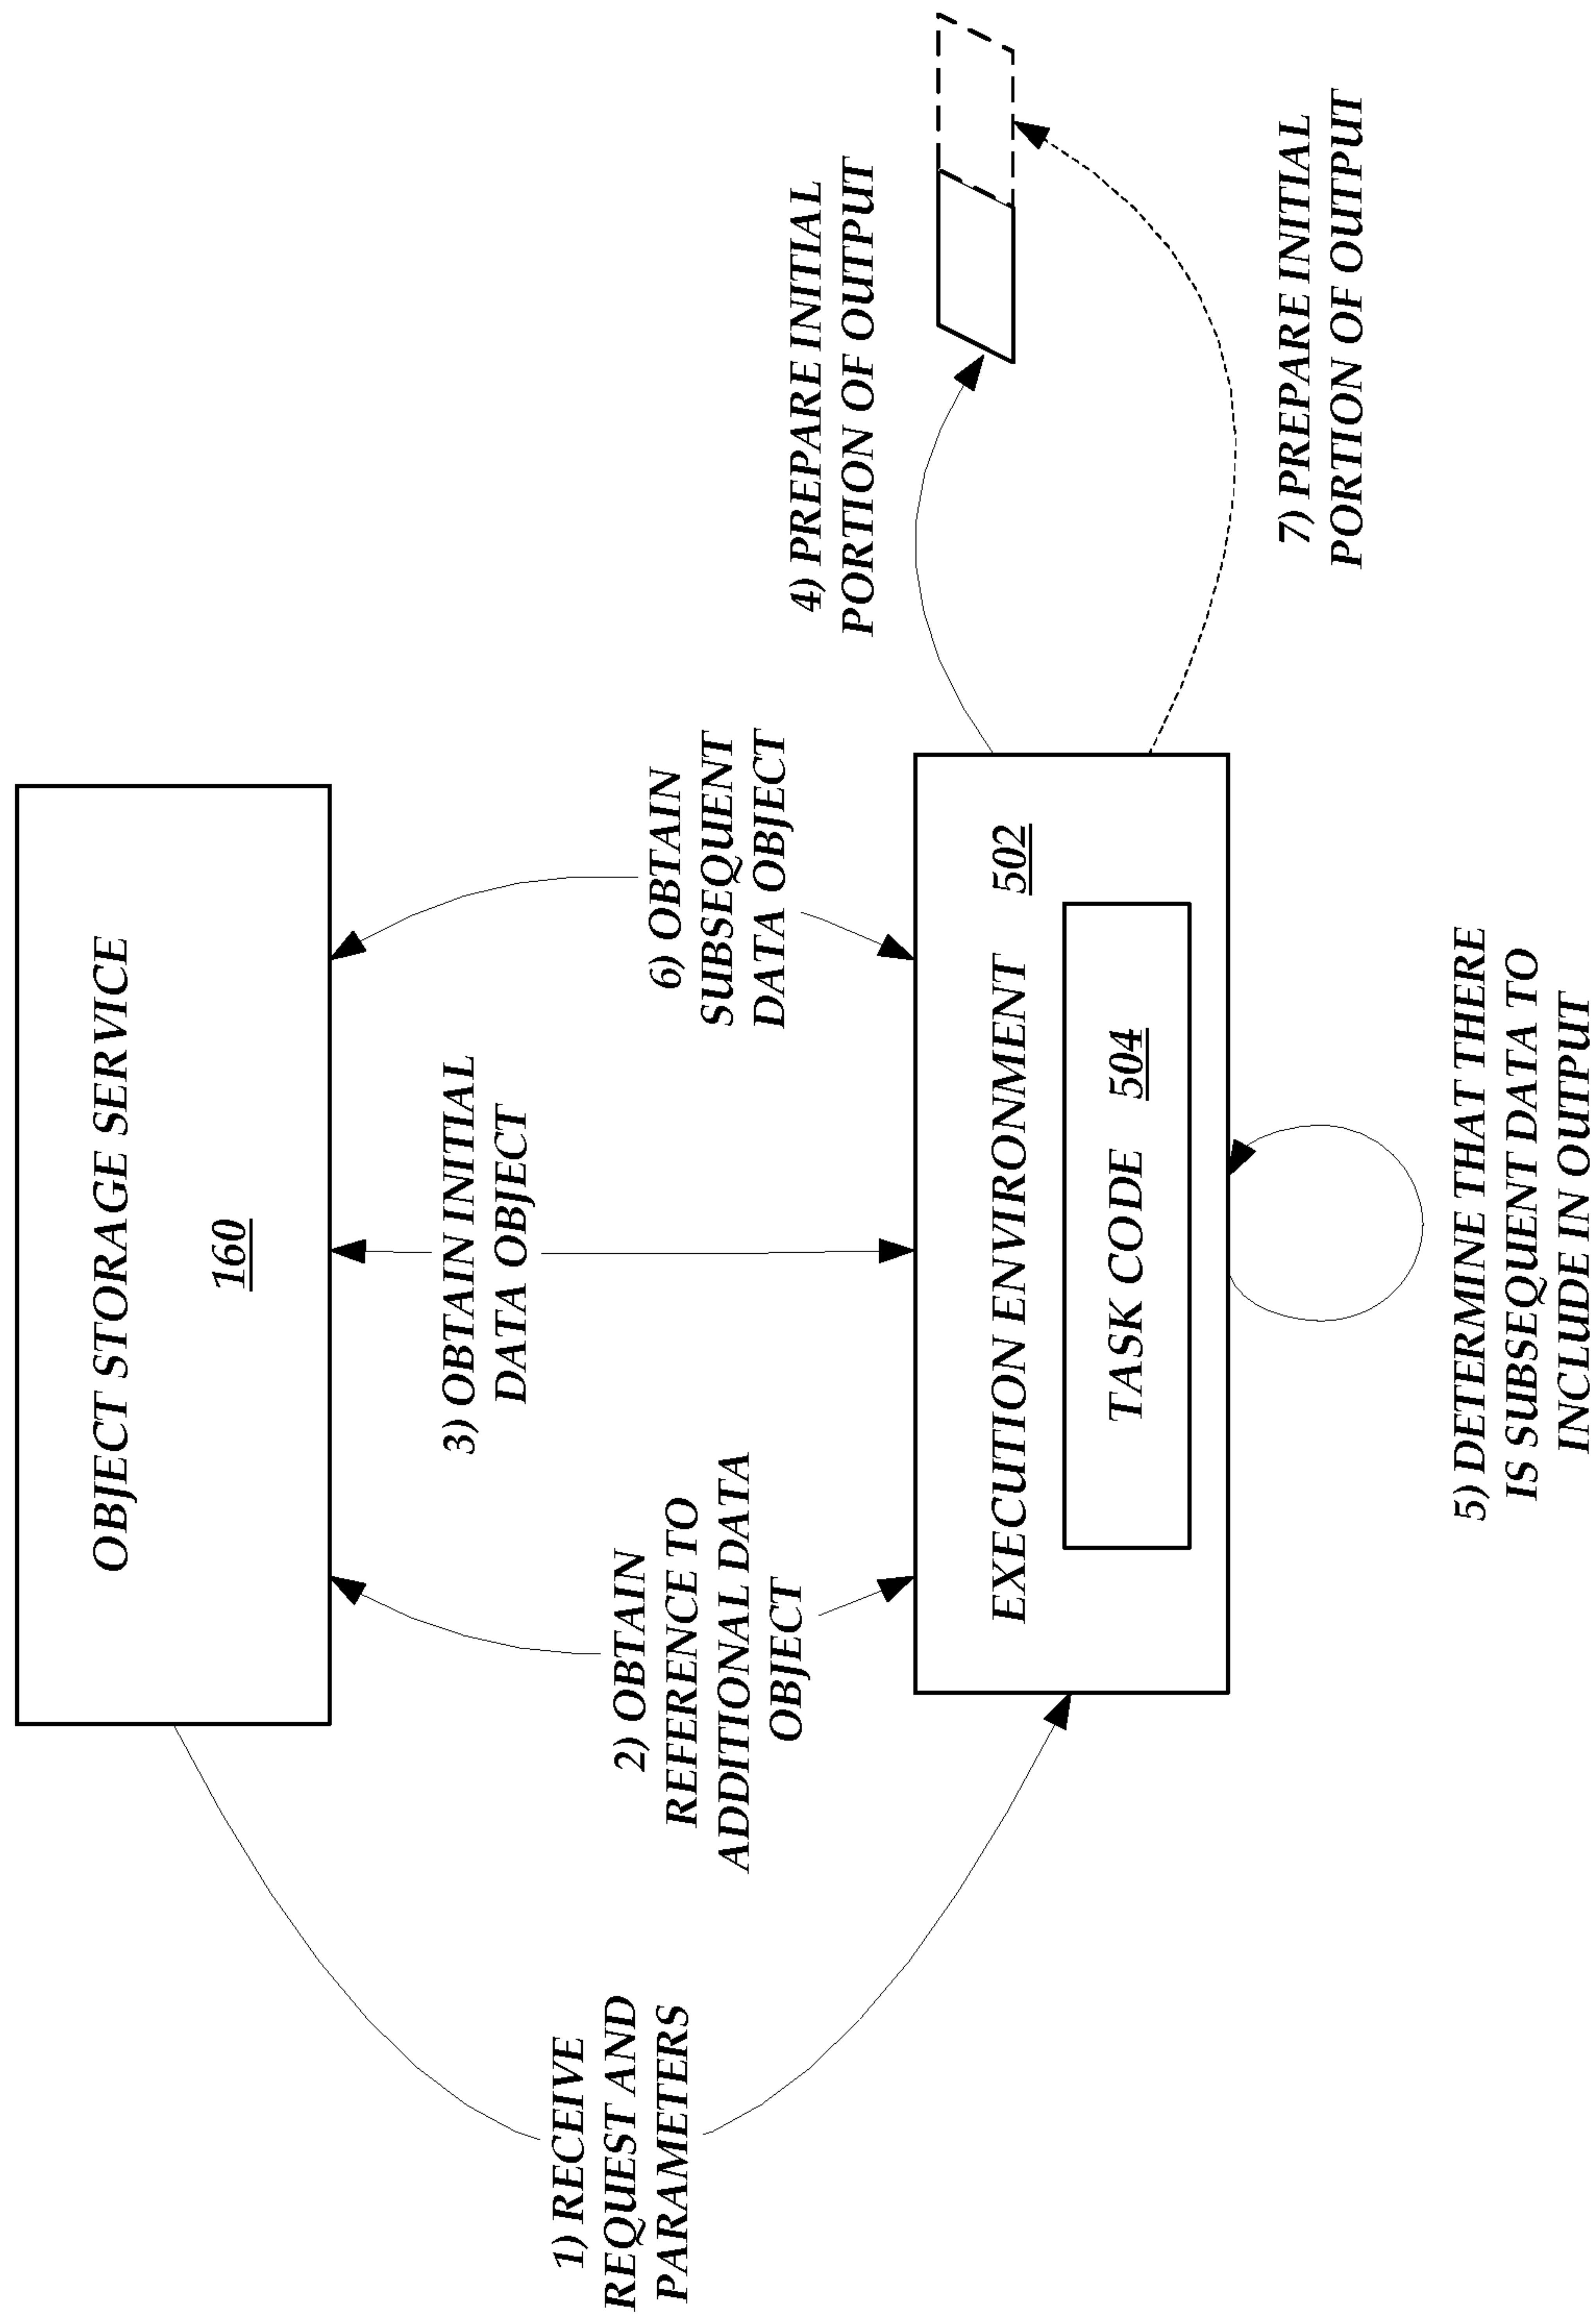 OBJECT STORAGE SERVICE
160
1) RECEIVE
REQUEST AND
PARAMETERS
2) OBTAIN
REFERENCE TO
ADDITIONAL DATA
OBJECT
3) OBTAIN INITIAL
DATA OBJECT
6) OBTAIN
SUBSEQUENT
DATA OBJECT
4) PREPARE INITIAL
PORTION OF OUTPUT
EXECUTION ENVIRONMENT 502
TASK CODE 504
7) PREPARE INITIAL
PORTION OF OUTPUT
5) DETERMINE THAT THERE
IS SUBSEQUENT DATA TO
INCLUDE IN OUTPUT